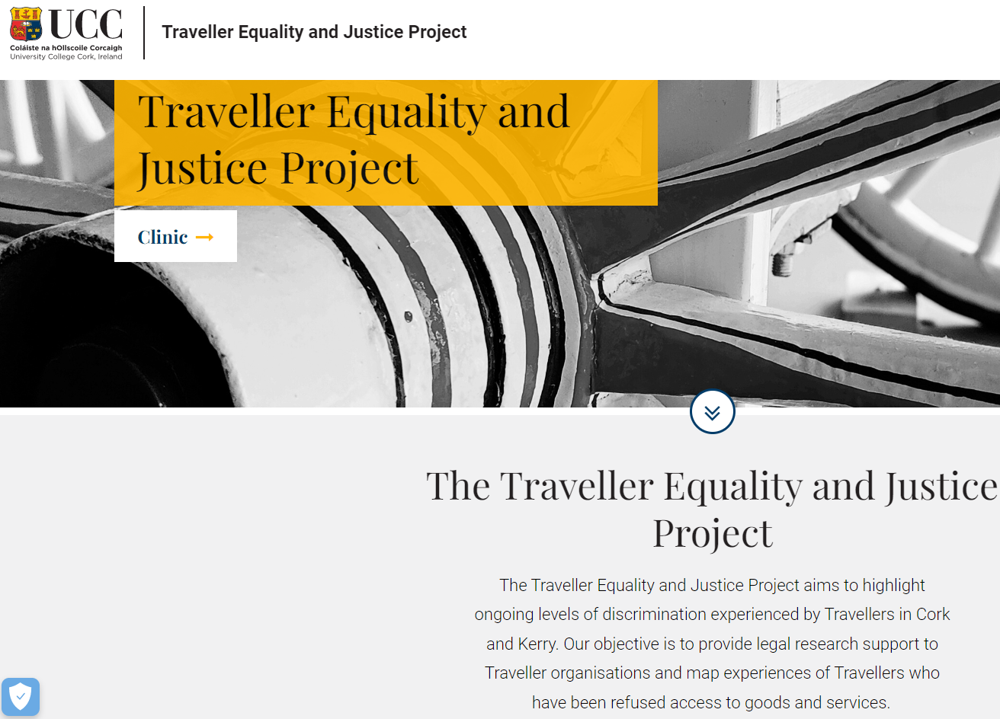 UCC
Coláiste na hOllscoile Corcaigh
University College Cork, Ireland
Traveller Equality and Justice Project
Traveller Equality and
Justice Project
Clinic
The Traveller Equality and Justice
Project
The Traveller Equality and Justice Project aims to highlight
ongoing levels of discrimination experienced by Travellers in Cork
and Kerry. Our objective is to provide legal research support to
Traveller organisations and map experiences of Travellers who
have been refused access to goods and services.